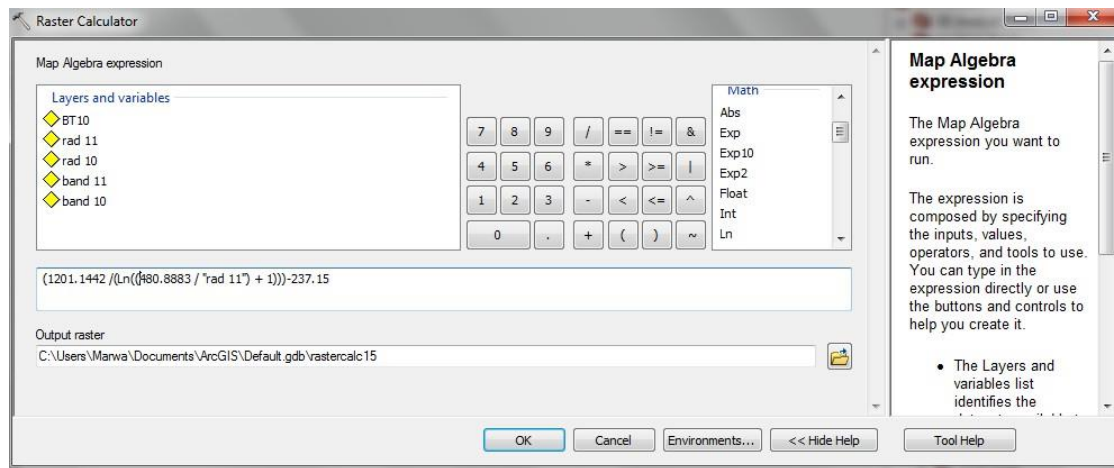 Raster Calculator
Map Algebra expression
Layers and variables
BT10
rad 11
rad 10
band 11
band 10
7 8 9 / == != &
4 5 6 * > >= |
1 2 3 - < <= ^
0 . + ( ) ~
Math
Abs
Exp
Exp10
Exp2
Float
Int
Ln
(1201.1442 /(Ln((480.8883 / "rad 11") + 1)))-237.15
Output raster
C:\Users\Marwa\Documents\ArcGIS\Default.gdb\rastercalc15
OK
Cancel
Environments...
<< Hide Help
Tool Help
Map Algebra
expression
The Map Algebra
expression you want to
run.
The expression is
composed by specifying
the inputs, values,
operators, and tools to use.
You can type in the
expression directly or use
the buttons and controls to
help you create it.
• The Layers and
variables list
identifies the